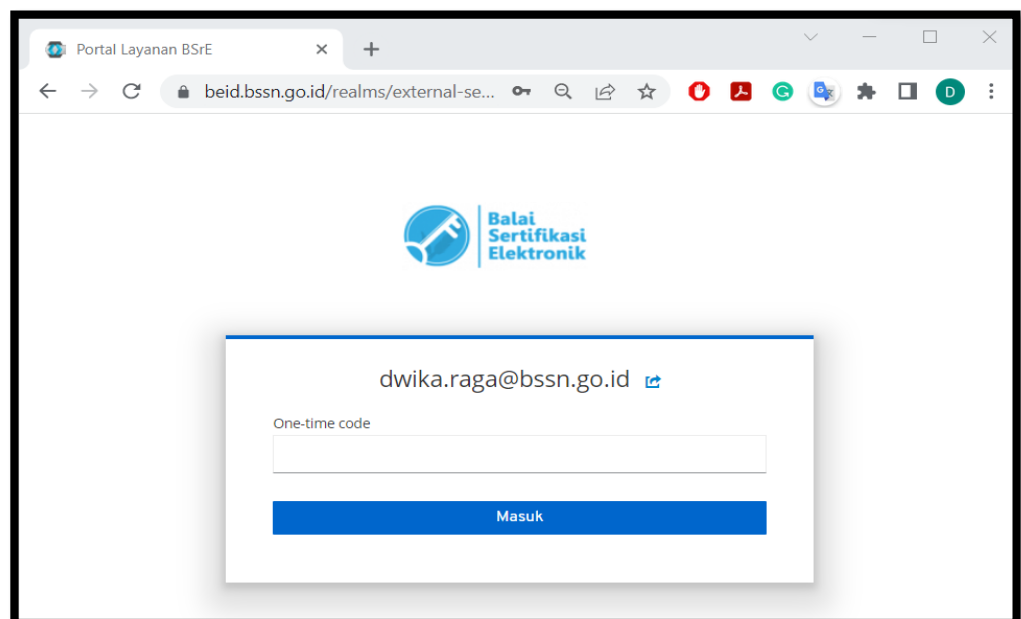 Portal Layanan BSrE
beid.bssn.go.id/realms/external-se...
D
Balai
Sertifikasi
Elektronik
dwika.raga@bssn.go.id
One-time code
Masuk